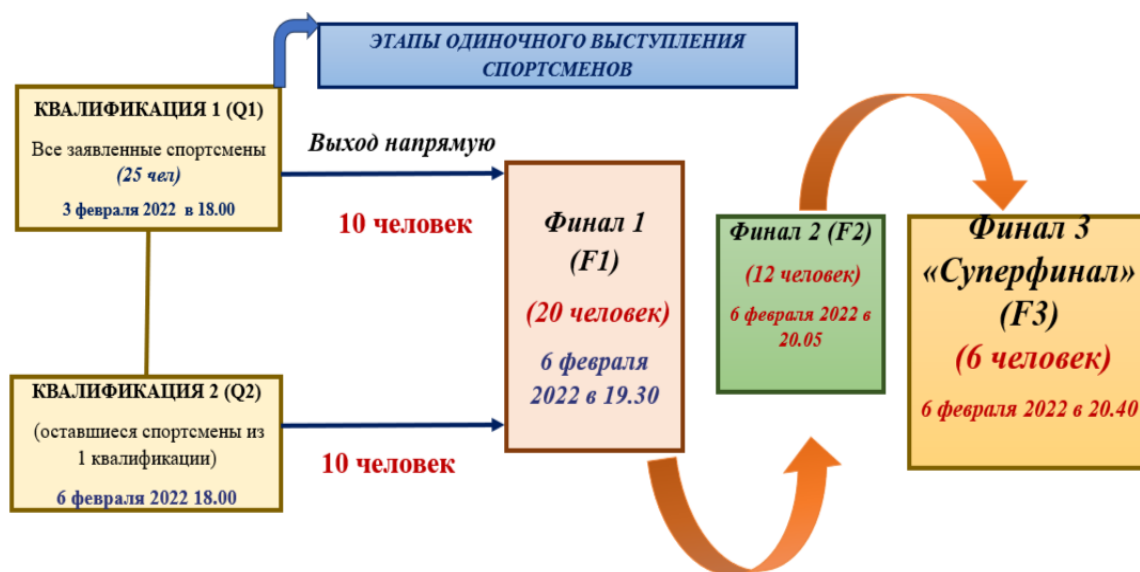 ЭТАПЫ ОДИНОЧНОГО ВЫСТУПЛЕНИЯ
СПОРТСМЕНОВ
КВАЛИФИКАЦИЯ 1 (Q1)
Все заявленные спортсмены
(25 чел)
3 февраля 2022 в 18.00
Выход напрямую
10 человек
КВАЛИФИКАЦИЯ 2 (Q2)
(оставшиеся спортсмены из
1 квалификации)
6 февраля 2022 18.00
10 человек
Финал 1
(F1)
(20 человек)
6 февраля
2022 в 19.30
Финал 2 (F2)
(12 человек)
6 февраля 2022 в
20.05
Финал 3
«Суперфинал»
(F3)
(6 человек)
6 февраля 2022 в 20.40